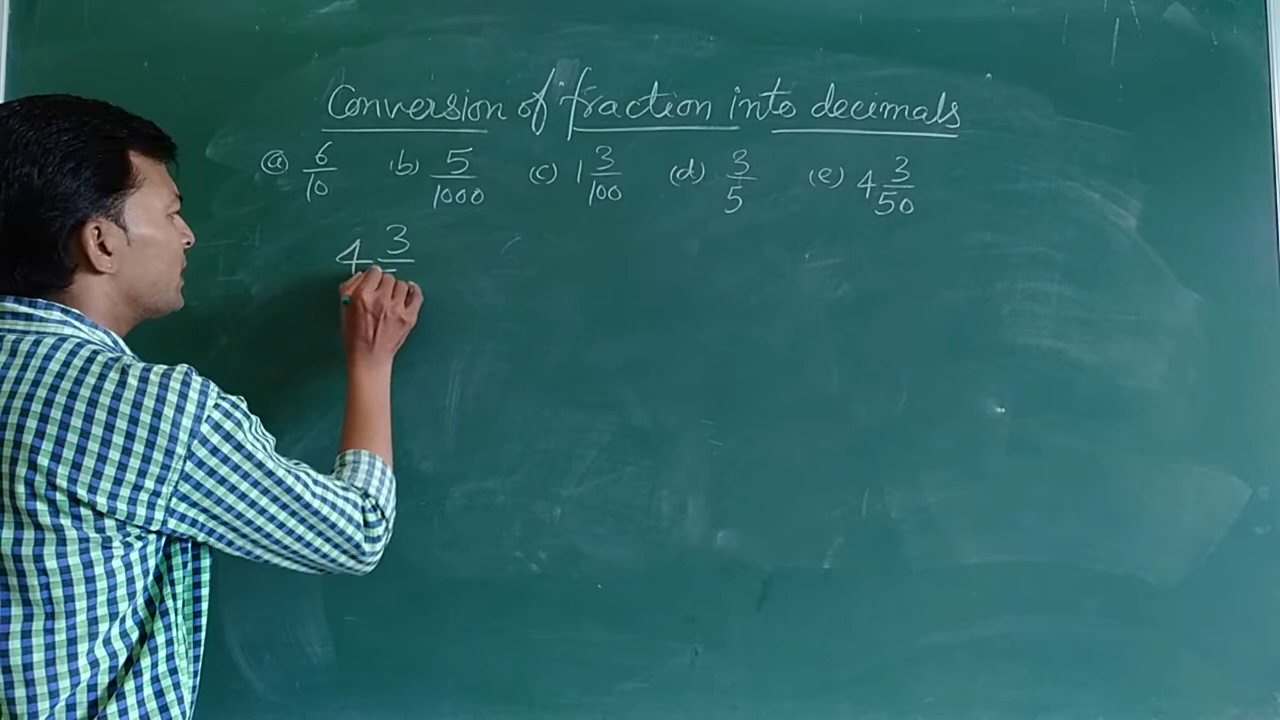 Conversion of fraction into decimals
(a) 6/10 (b) 5/1000 (c) 1 3/100 (d) 3/5 (e) 4 3/50
4 3